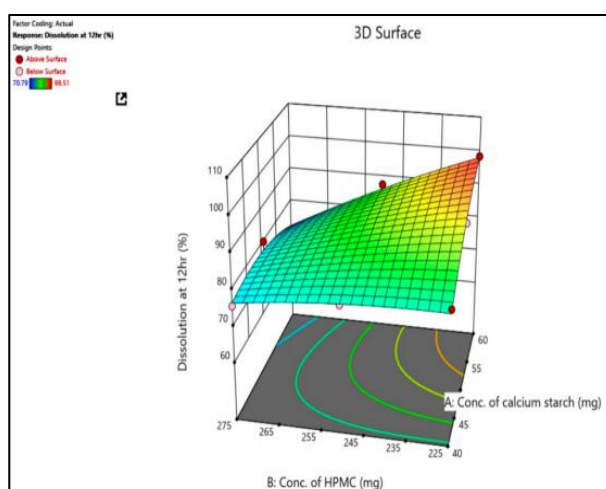 Factor Coding: Actual
3D Surface
Response: Dissolution at 12hr (%)
Design Points:
Above Surface
Below Surface
70.79 98.51
Dissolution at 12hr (%)
110
100
90
80
70
60
60
55
A: Conc. of calcium starch (mg)
45
275
265
255
245
235
225
40
B: Conc. of HPMC (mg)